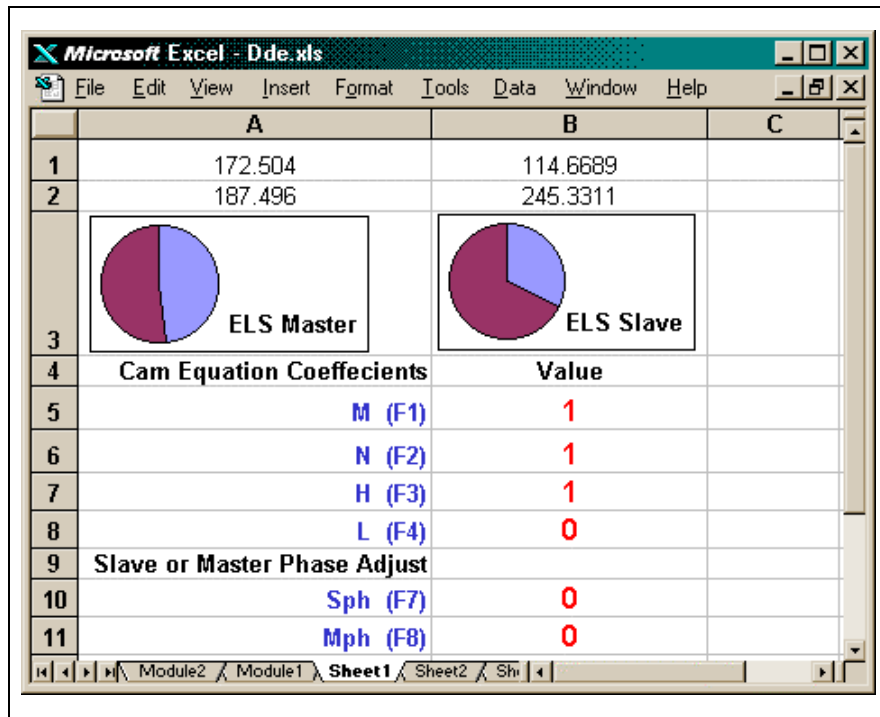 Microsoft Excel - Dde.xls
File Edit View Insert Format Tools Data Window Help
A B C
1 172.504 114.6689
2 187.496 245.3311
3 ELS Master ELS Slave
4 Cam Equation Coeffecients Value
5 M (F1) 1
6 N (F2) 1
7 H (F3) 1
8 L (F4) 0
9 Slave or Master Phase Adjust
10 Sph (F7) 0
11 Mph (F8) 0
Module2 Module1 Sheet1 Sheet2 Sh